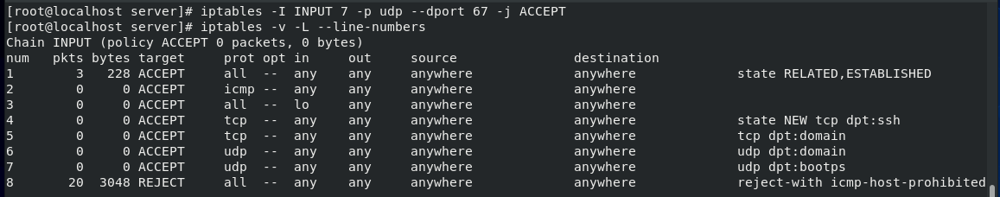 [root@localhost server]# iptables -I INPUT 7 -p udp --dport 67 -j ACCEPT
[root@localhost server]# iptables -v -L --line-numbers
Chain INPUT (policy ACCEPT 0 packets, 0 bytes)
num   pkts bytes target     prot opt in     out     source               destination
1        3   228 ACCEPT     all  --  any    any     anywhere             anywhere             state RELATED,ESTABLISHED
2        0     0 ACCEPT     icmp --  any    any     anywhere             anywhere
3        0     0 ACCEPT     all  --  lo     any     anywhere             anywhere
4        0     0 ACCEPT     tcp  --  any    any     anywhere             anywhere             state NEW tcp dpt:ssh
5        0     0 ACCEPT     tcp  --  any    any     anywhere             anywhere             tcp dpt:domain
6        0     0 ACCEPT     udp  --  any    any     anywhere             anywhere             udp dpt:domain
7        0     0 ACCEPT     udp  --  any    any     anywhere             anywhere             udp dpt:bootps
8       20  3048 REJECT     all  --  any    any     anywhere             anywhere             reject-with icmp-host-prohibited